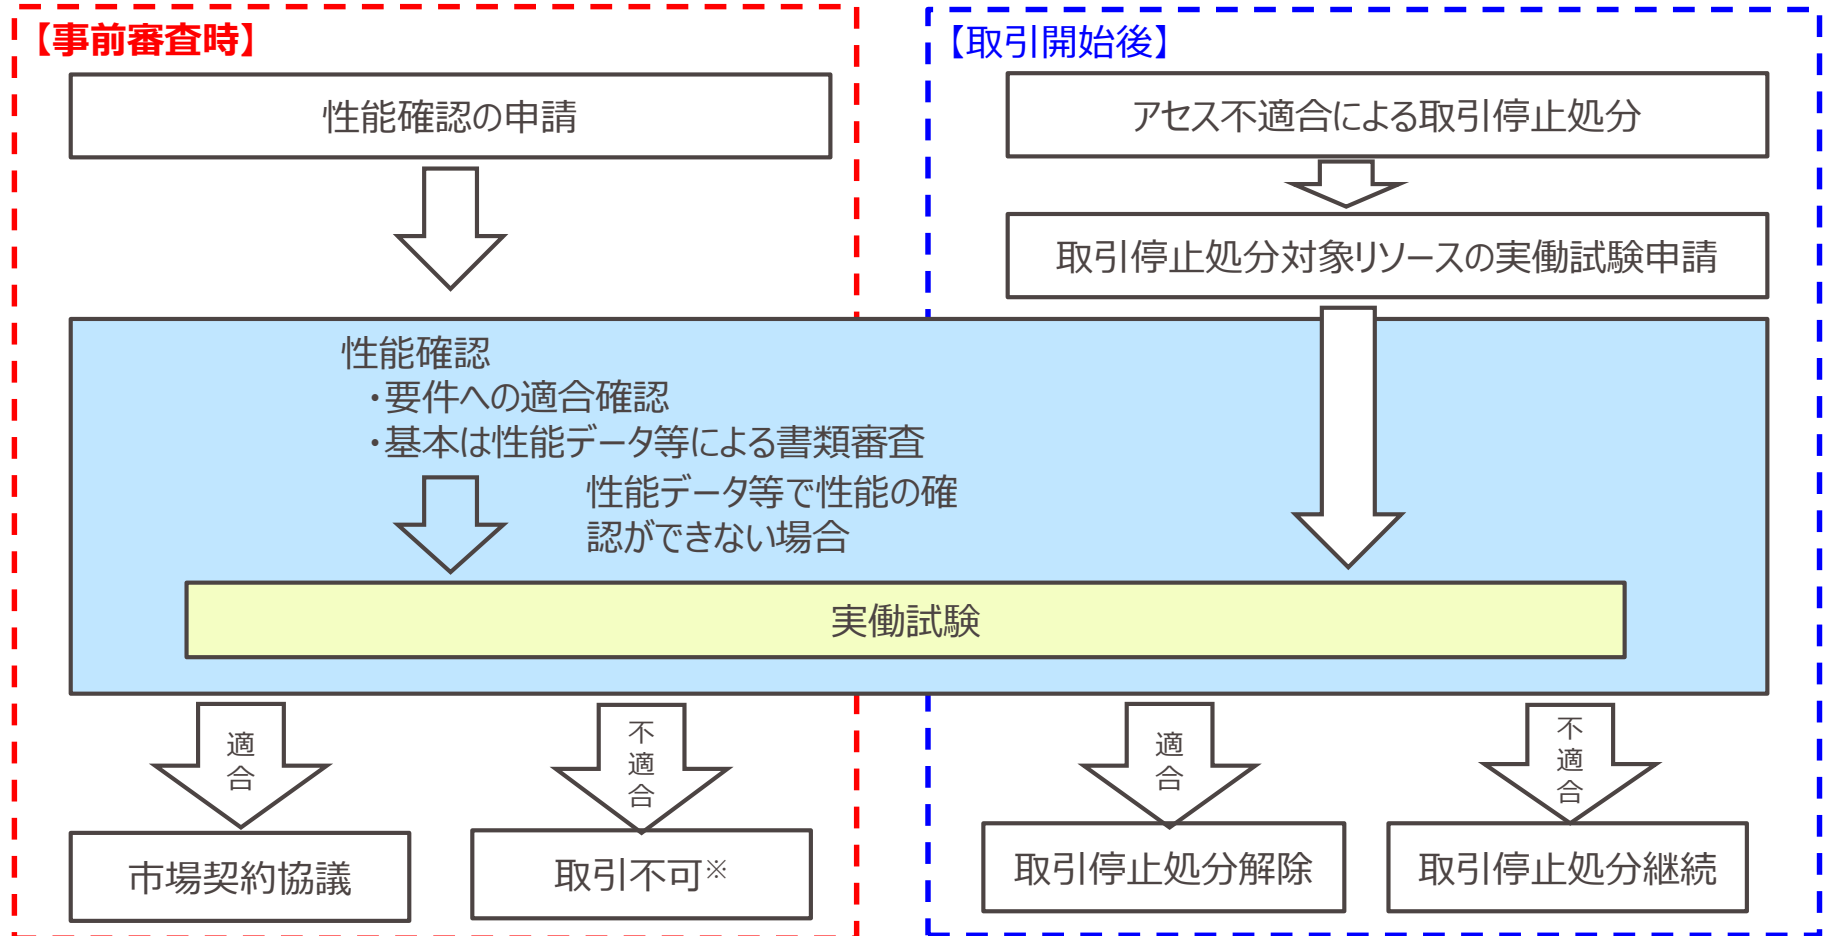 【事前審査時】
性能確認の申請
【取引開始後】
アセス不適合による取引停止処分
取引停止処分対象リソースの実働試験申請
性能確認
・要件への適合確認
・基本は性能データ等による書類審査
性能データ等で性能の確
認ができない場合
実働試験
適合
不適合
適合
不適合
市場契約協議
取引不可※
取引停止処分解除
取引停止処分継続